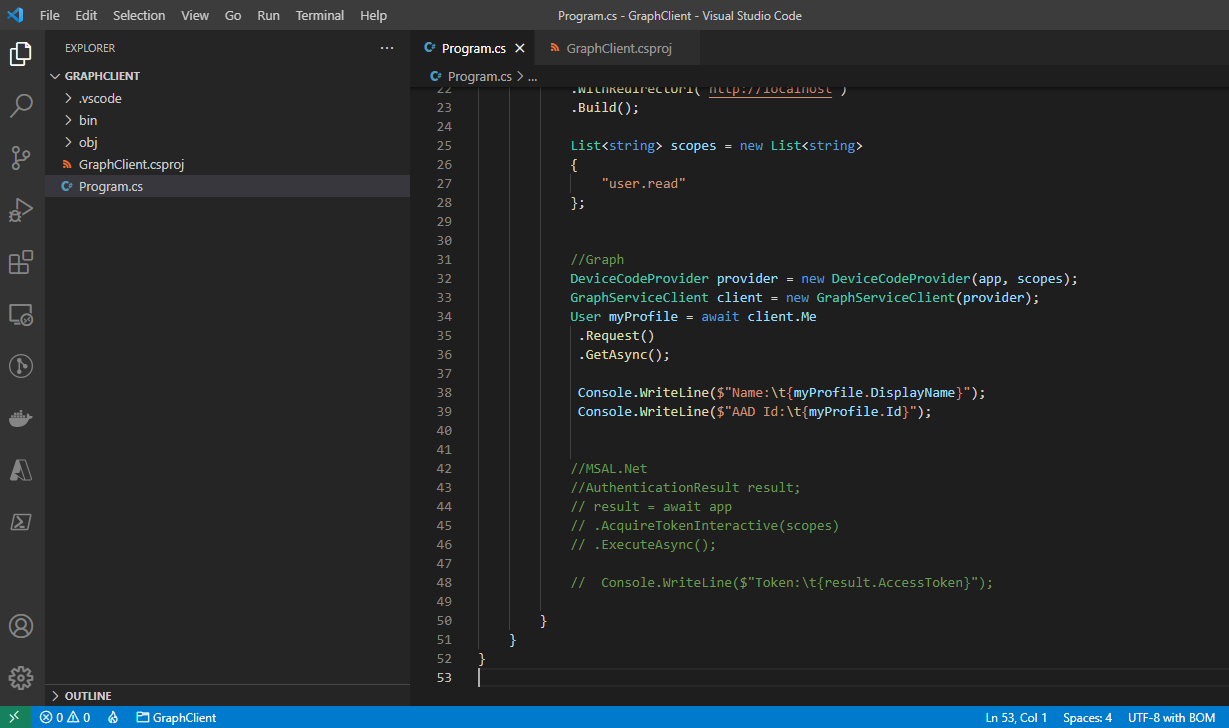 File Edit Selection View Go Run Terminal Help Program.cs - GraphClient - Visual Studio Code
EXPLORER ...
GRAPHCLIENT
.vscode
bin
obj
GraphClient.csproj
Program.cs
OUTLINE
Program.cs GraphClient.csproj
Program.cs > ...
22 .WithRedirectUri("http://localhost")
23 .Build();
24
25 List<string> scopes = new List<string>
26 {
27 "user.read"
28 };
29
30
31 //Graph
32 DeviceCodeProvider provider = new DeviceCodeProvider(app, scopes);
33 GraphServiceClient client = new GraphServiceClient(provider);
34 User myProfile = await client.Me
35 .Request()
36 .GetAsync();
37
38 Console.WriteLine($"Name:\t{myProfile.DisplayName}");
39 Console.WriteLine($"AAD Id:\t{myProfile.Id}");
40
41
42 //MSAL.Net
43 //AuthenticationResult result;
44 // result = await app
45 // .AcquireTokenInteractive(scopes)
46 // .ExecuteAsync();
47
48 //  Console.WriteLine($"Token:\t{result.AccessToken}");
49
50 }
51 }
52 }
53
0 0 GraphClient Ln 53, Col 1 Spaces: 4 UTF-8 with BOM